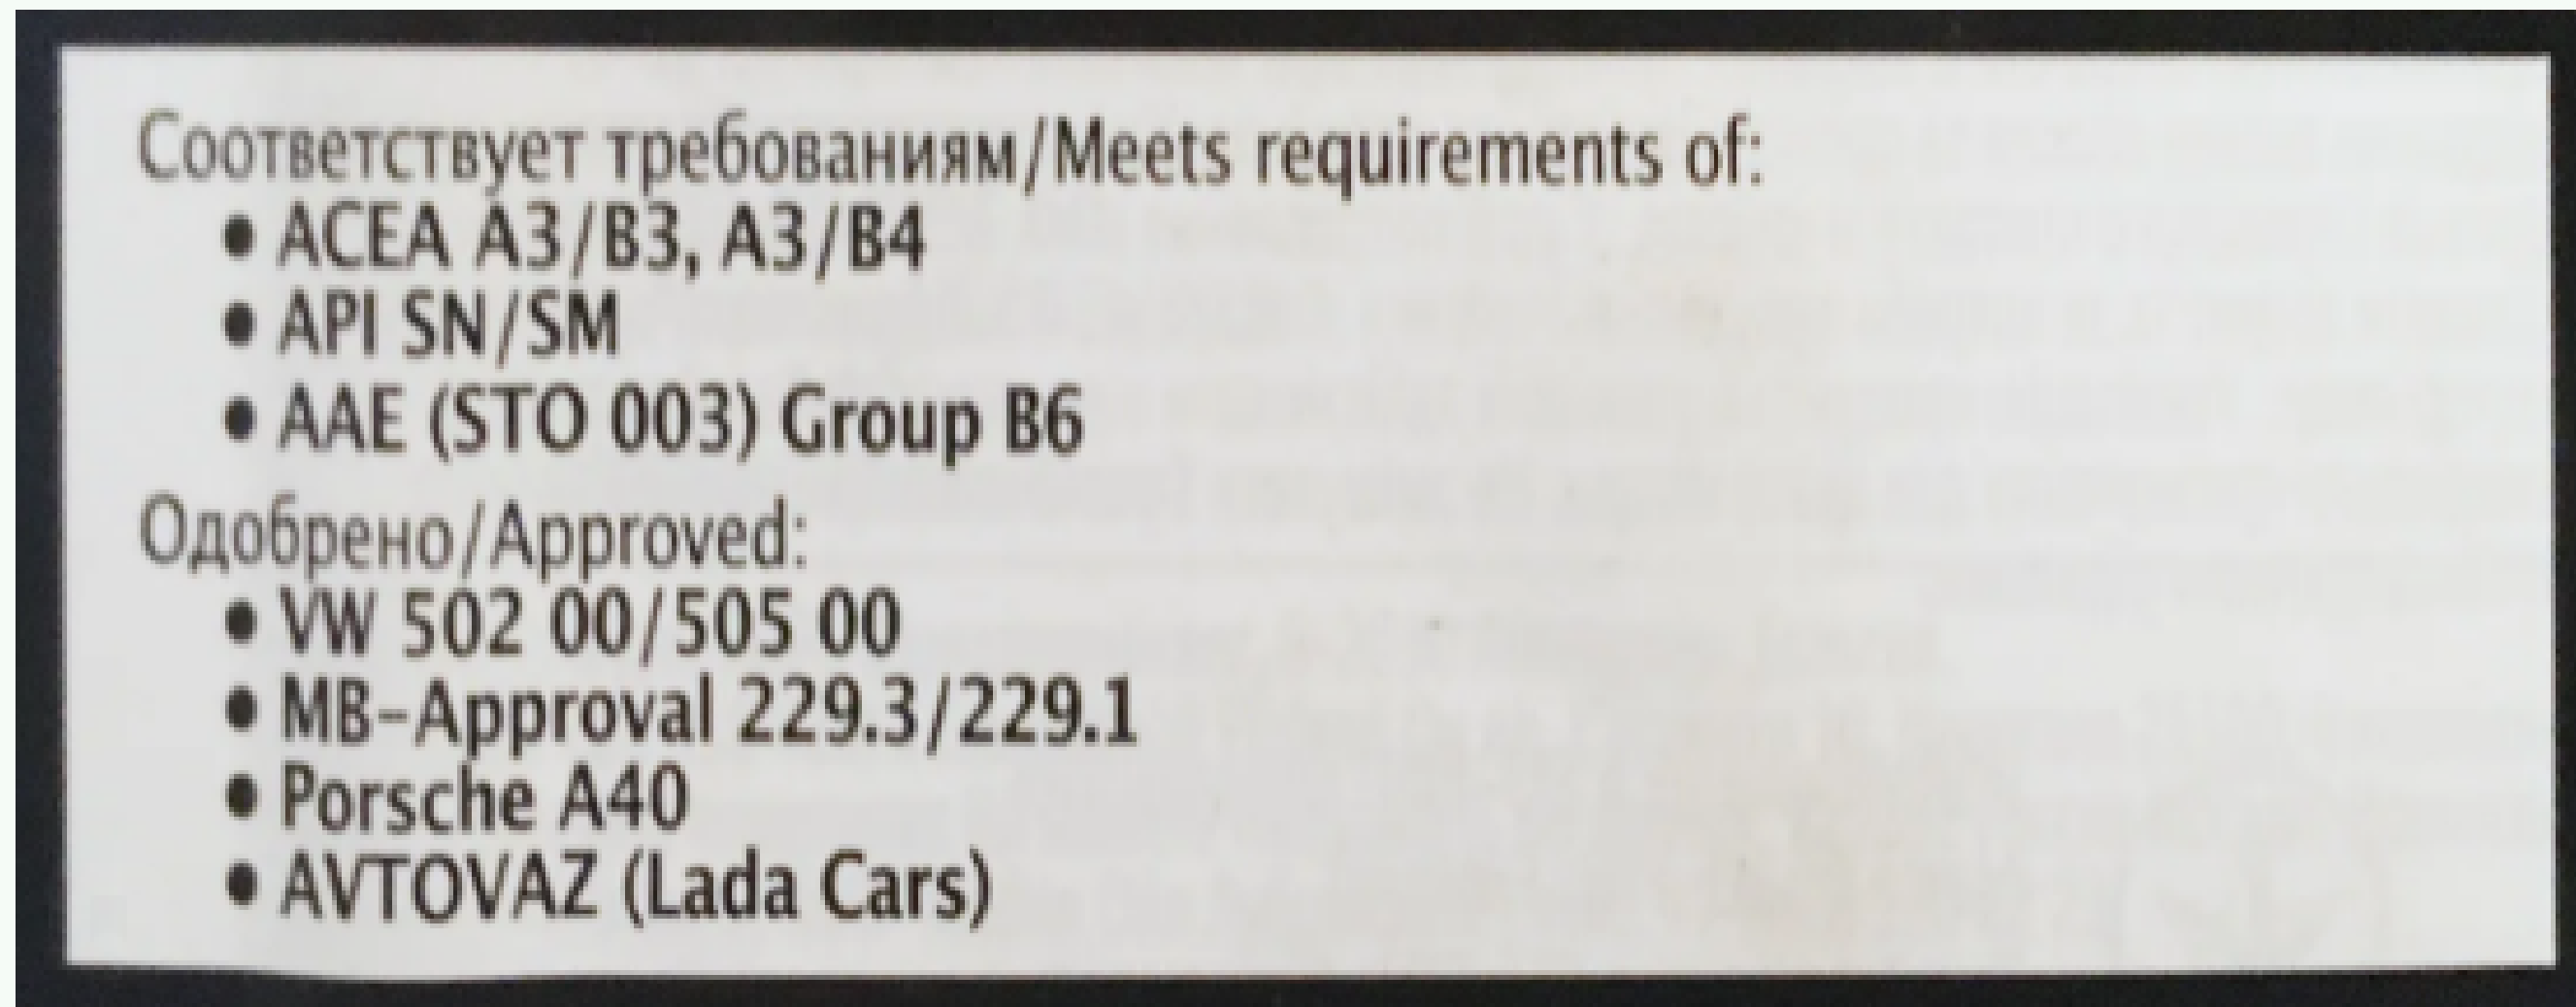 Соответствует требованиям/Meets requirements of:
● ACEA A3/B3, A3/B4
● API SN/SM
● AAE (STO 003) Group B6
Одобрено/Approved:
● VW 502 00/505 00
● MB-Approval 229.3/229.1
● Porsche A40
● AVTOVAZ (Lada Cars)